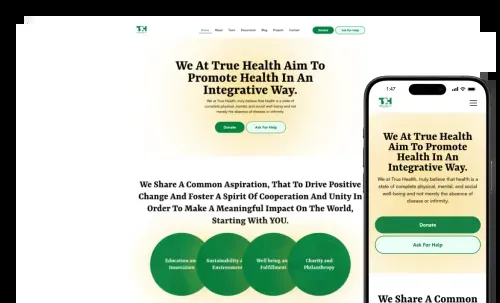 TH
Home About Team Placement Blog Projects Contact Donate Ask For Help
We At True Health Aim To
Promote Health In An
Integrative Way.
We at True Health, truly believe that health is a state of
complete physical, mental, and social well-being and not
merely the absence of disease or infirmity.
Donate Ask For Help
We Share A Common Aspiration, That To Drive Positive
Change And Foster A Spirit Of Cooperation And Unity In
Order To Make A Meaningful Impact On The World,
Starting With YOU.
Education an
Innovation
Sustainability a
Environment
Well being an
Fulfillment
Charity and
Philanthropy
1:47
TH
We At True Health
Aim To Promote
Health In An
Integrative Way.
We at True Health, truly believe that health is a
state of complete physical, mental, and social
well-being and not merely the absence of
disease or infirmity.
Donate
Ask For Help
We Share A Common